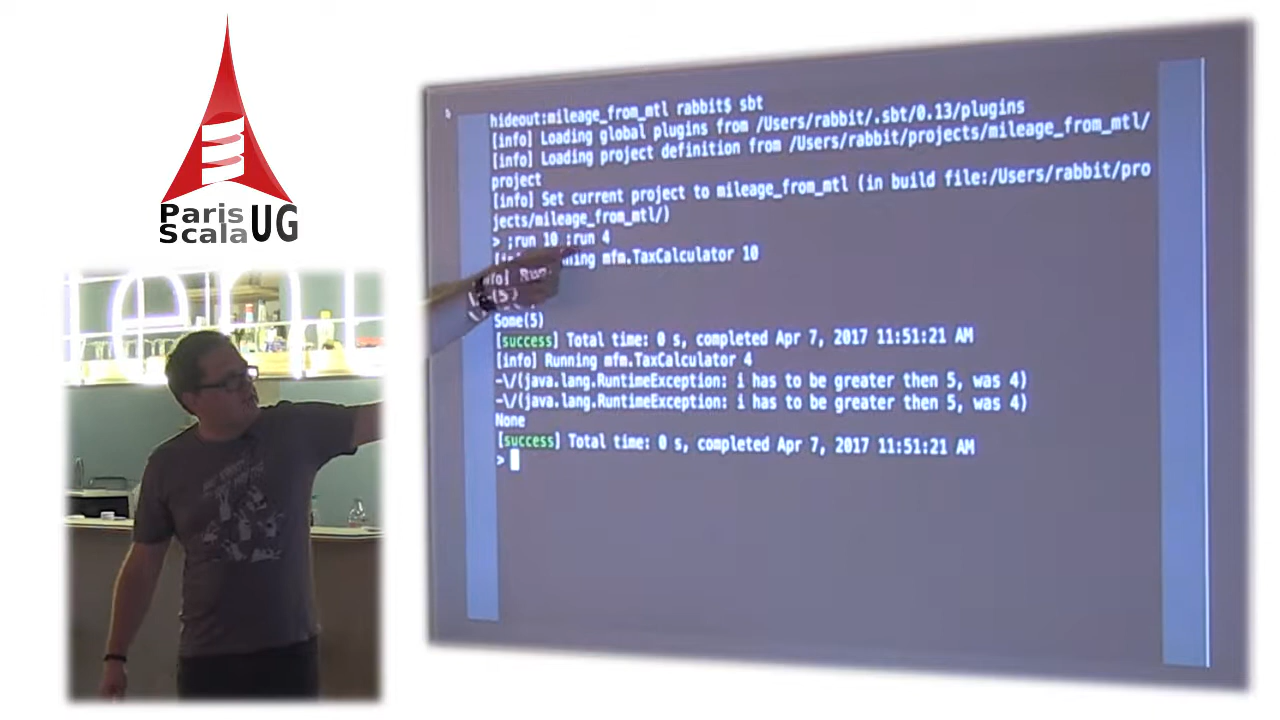 Paris
Scala UG
hideout:mileage_from_mtl rabbit$ sbt
[info] Loading global plugins from /Users/rabbit/.sbt/0.13/plugins
[info] Loading project definition from /Users/rabbit/projects/mileage_from_mtl/
project
[info] Set current project to mileage_from_mtl (in build file:/Users/rabbit/pro
jects/mileage_from_mtl/)
> ;run 10 ;run 4
mfm.TaxCalculator 10
Some(5)
[success] Total time: 0 s, completed Apr 7, 2017 11:51:21 AM
[info] Running mfm.TaxCalculator 4
-\/(java.lang.RuntimeException: i has to be greater then 5, was 4)
-\/(java.lang.RuntimeException: i has to be greater then 5, was 4)
None
[success] Total time: 0 s, completed Apr 7, 2017 11:51:21 AM
>